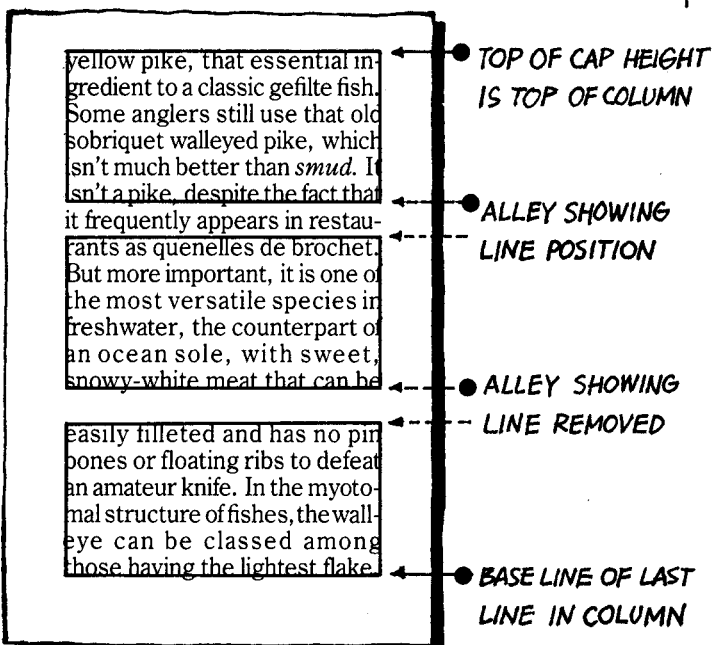 yellow pike, that essential in-
gredient to a classic gefilte fish.
Some anglers still use that old
sobriquet walleyed pike, which
isn't much better than smud. It
isn't a pike, despite the fact that
it frequently appears in restau-
rants as quenelles de brochet.
But more important, it is one of
the most versatile species in
freshwater, the counterpart of
an ocean sole, with sweet,
snowy-white meat that can be
easily filleted and has no pin
bones or floating ribs to defeat
an amateur knife. In the myoto-
mal structure of fishes, the wall-
eye can be classed among
those having the lightest flake.
TOP OF CAP HEIGHT
IS TOP OF COLUMN
ALLEY SHOWING
LINE POSITION
ALLEY SHOWING
LINE REMOVED
BASE LINE OF LAST
LINE IN COLUMN